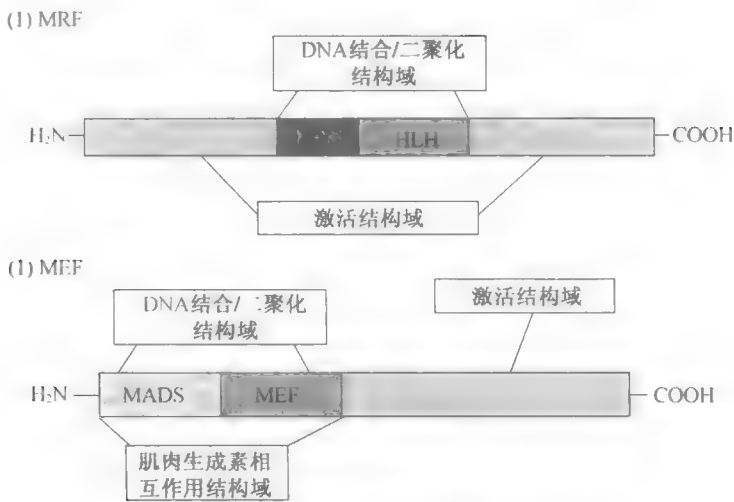 (1) MRF
DNA结合/二聚化
结构域
H₂N
HLH
COOH
激活结构域
(1) MEF
DNA结合/二聚化
结构域
激活结构域
H₂N
MADS
MEF
COOH
肌肉生成素相
互作用结构域